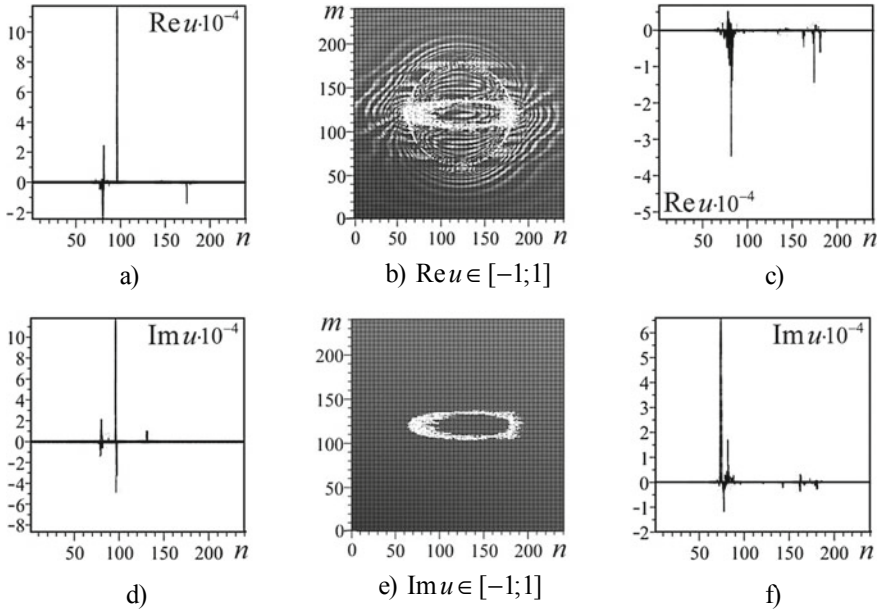 10
8
6
4
2
0
-2
Re u·10⁻⁴
50 100 150 200 n
a)
m
200
150
100
50
0
0 50 100 150 n
b) Re u ∈ [−1;1]
0
-1
-2
-3
-4
-5
Re u·10⁻⁴
50 100 150 200 n
c)
10
8
6
4
2
0
-2
-4
-6
-8
Im u·10⁻⁴
50 100 150 200 n
d)
m
200
150
100
50
0
0 50 100 150 200 n
e) Im u ∈ [−1;1]
6
5
4
3
2
1
0
-1
-2
Im u·10⁻⁴
50 100 150 200 n
f)